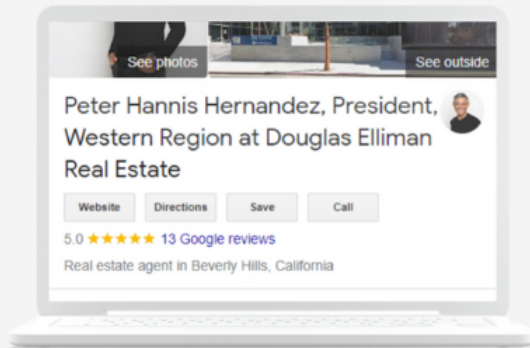 See photos
See outside
Peter Hannis Hernandez, President,
Western Region at Douglas Elliman
Real Estate
Website Directions Save Call
5.0 ★★★★★ 13 Google reviews
Real estate agent in Beverly Hills, California